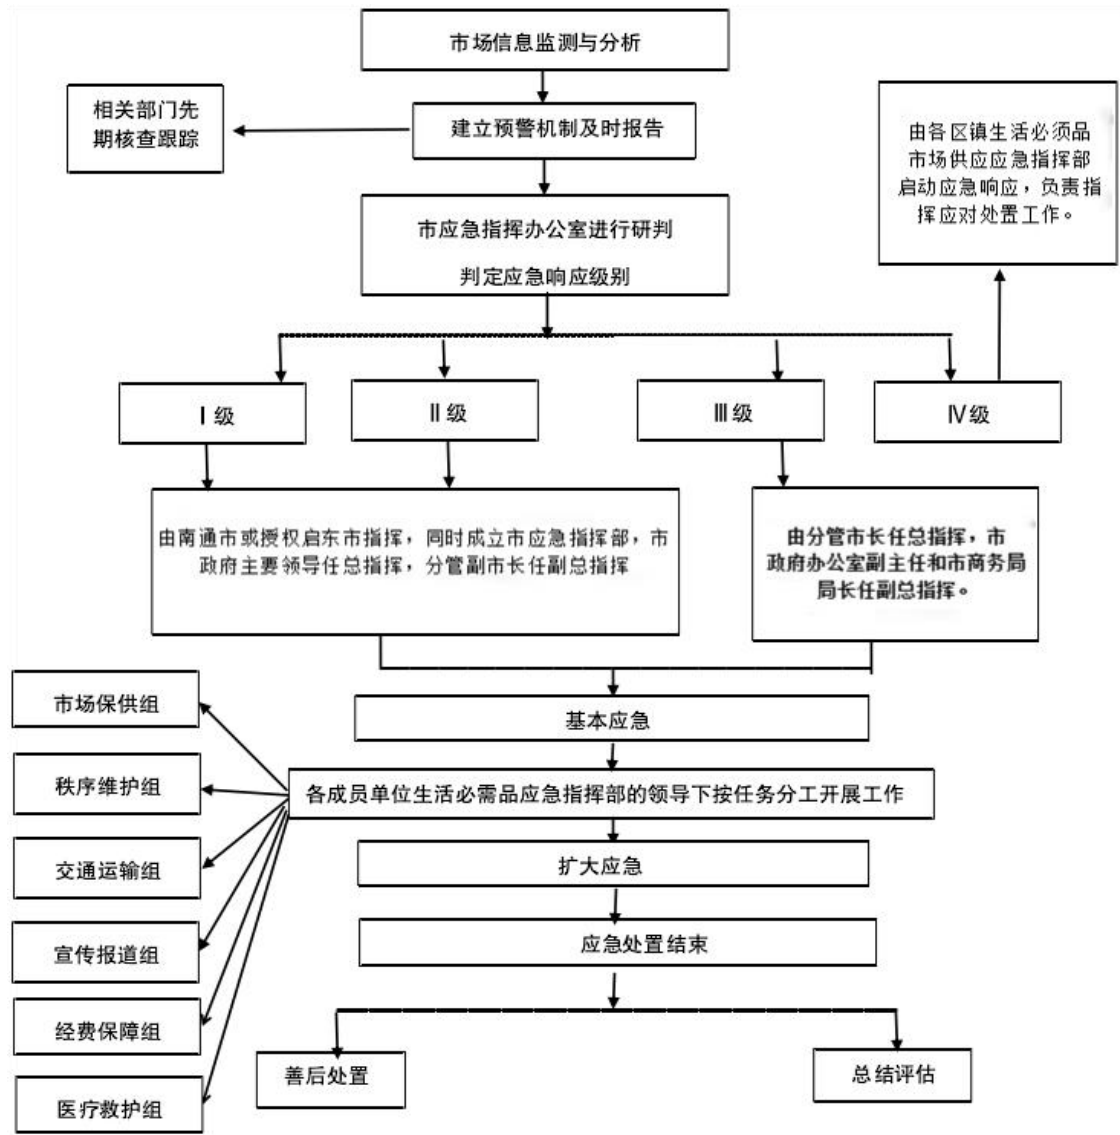 市场信息监测与分析
相关部门先
期核查跟踪
建立预警机制及时报告
由各区镇生活必须品
市场供应应急指挥部
启动应急响应，负责指
挥应对处置工作。
市应急指挥办公室进行研判
判定应急响应级别
Ⅰ级
Ⅱ级
Ⅲ级
Ⅳ级
由南通市或授权启东市指挥，同时成立市应急指挥部，市
政府主要领导任总指挥，分管副市长任副总指挥
由分管市长任总指挥，市
政府办公室副主任和市商务局
局长任副总指挥。
基本应急
各成员单位生活必需品应急指挥部的领导下按任务分工开展工作
市场保供组
秩序维护组
交通运输组
宣传报道组
经费保障组
医疗救护组
扩大应急
应急处置结束
善后处置
总结评估